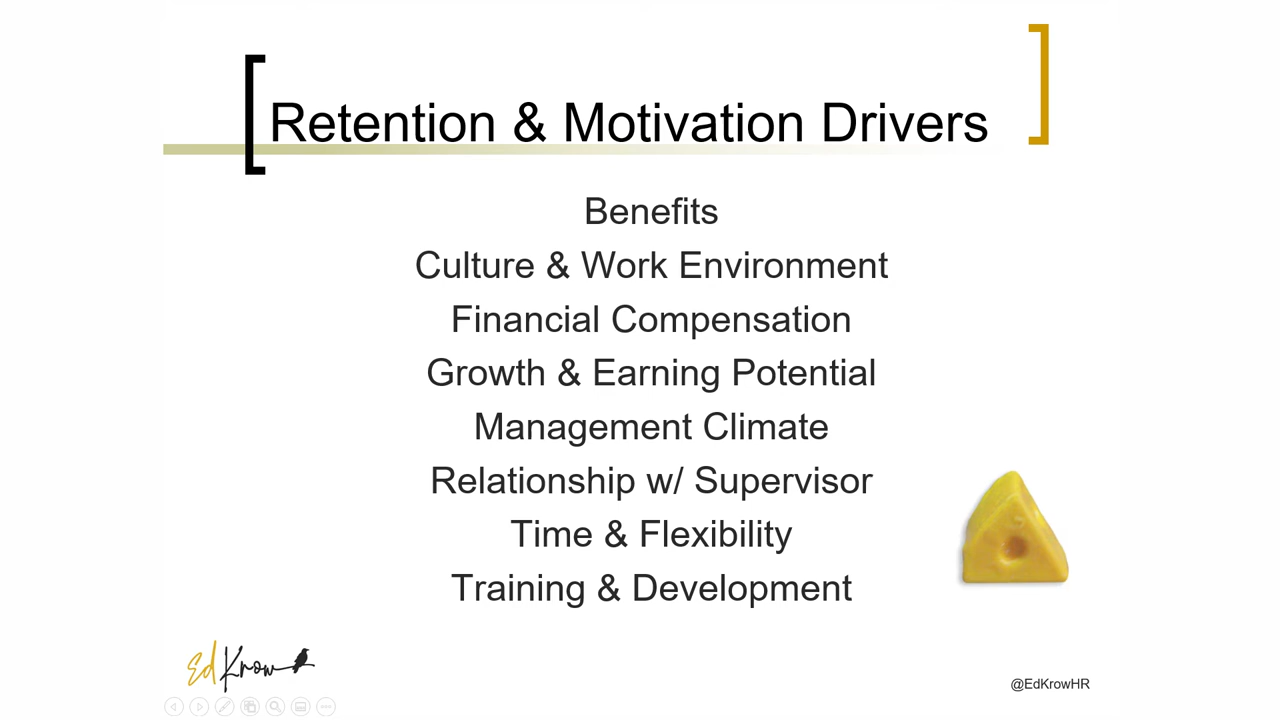 Retention & Motivation Drivers
Benefits
Culture & Work Environment
Financial Compensation
Growth & Earning Potential
Management Climate
Relationship w/ Supervisor
Time & Flexibility
Training & Development
Ed Krow
@EdKrowHR